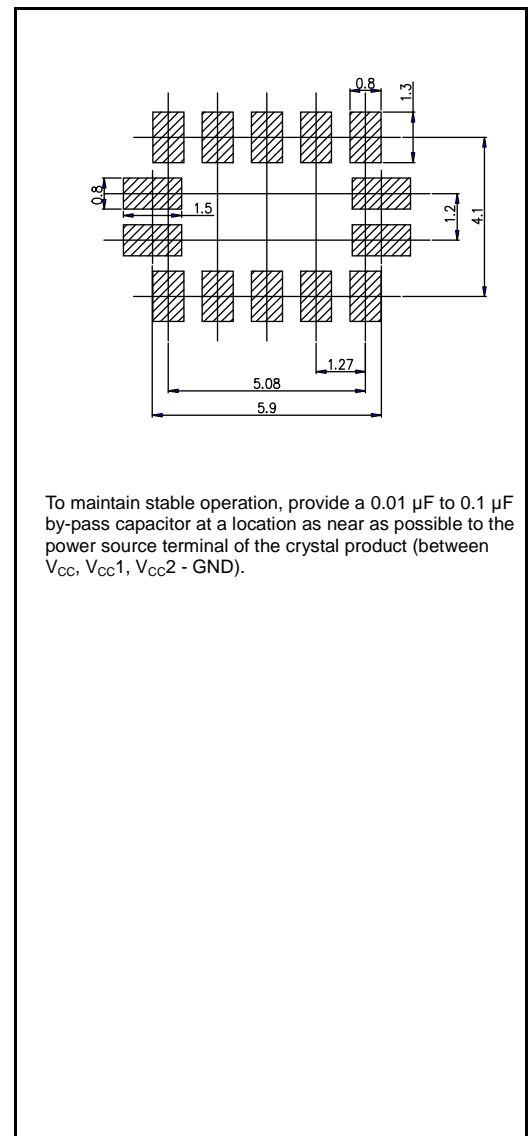 0.8
1.3
0.8
1.5
1.2
4.1
1.27
5.08
5.9
To maintain stable operation, provide a 0.01 µF to 0.1 µF
by-pass capacitor at a location as near as possible to the
power source terminal of the crystal product (between
VCC, VCC1, VCC2 - GND).